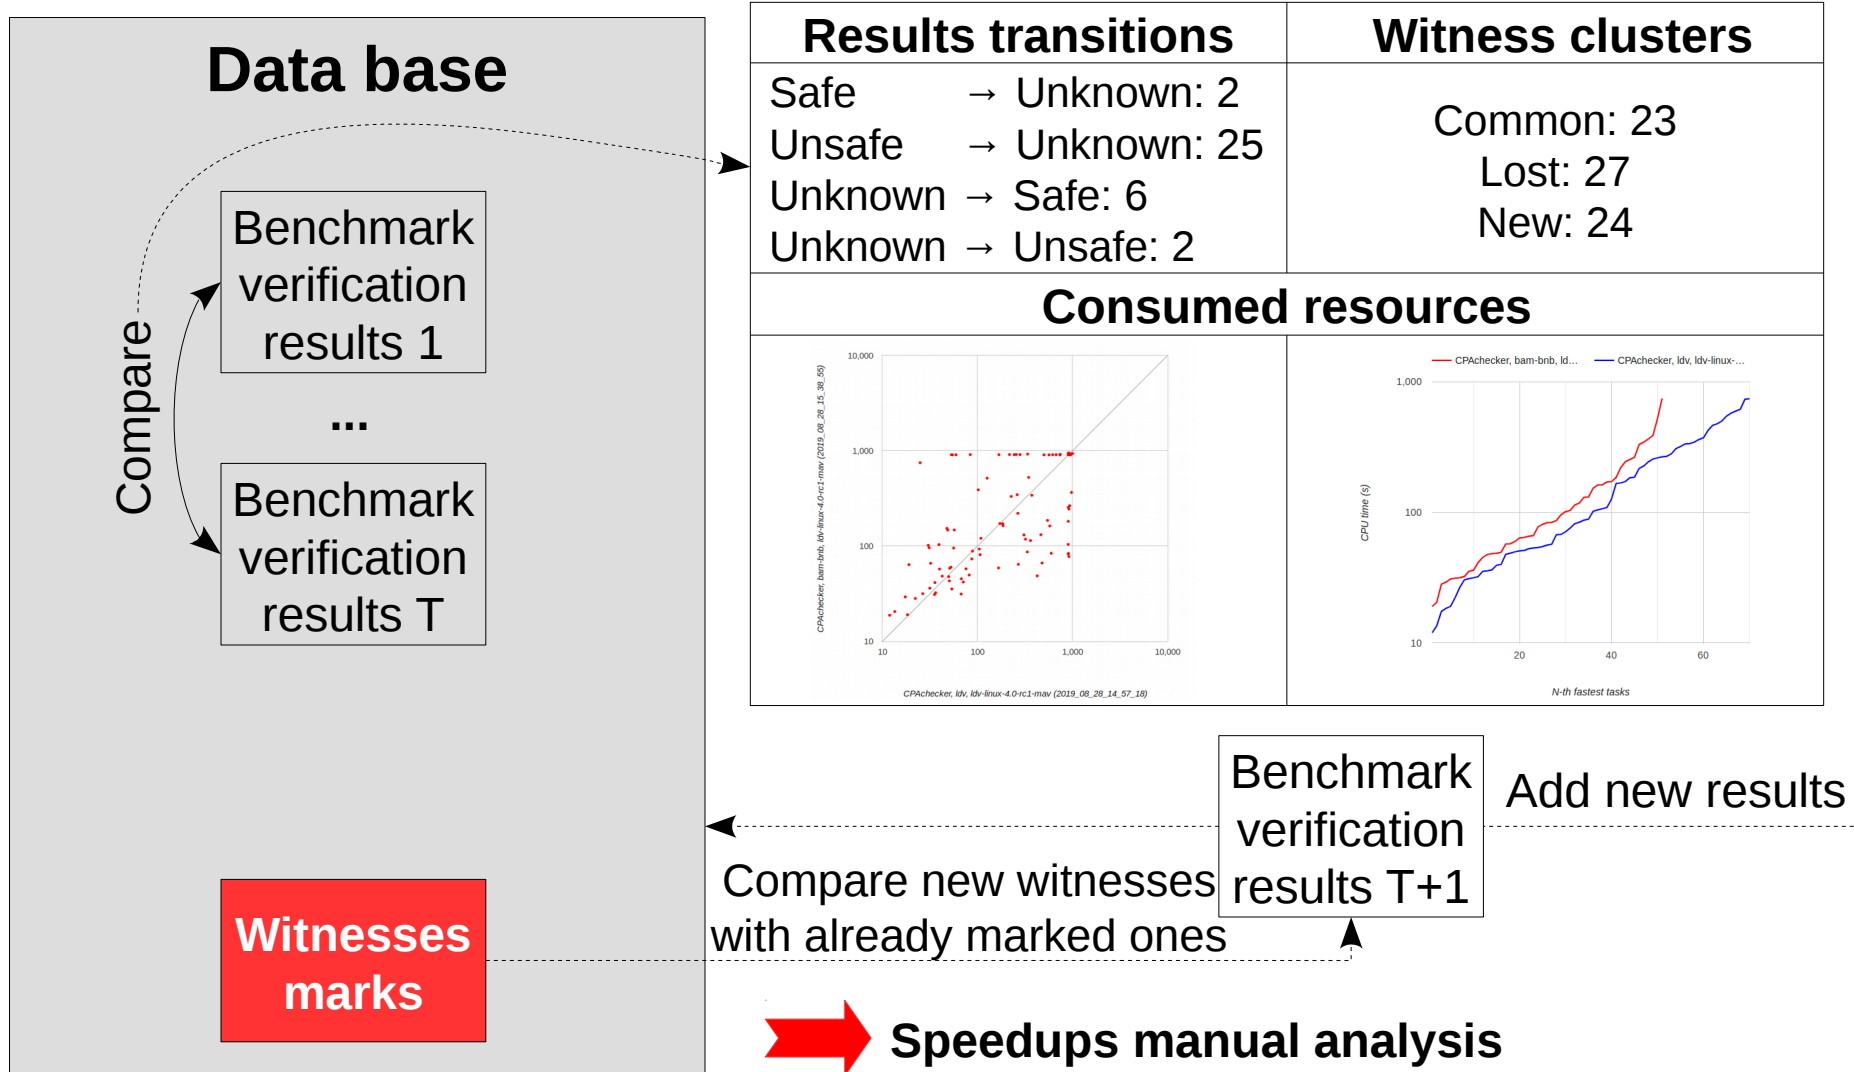 Data base
Compare
Benchmark
verification
results 1
...
Benchmark
verification
results T
Witnesses
marks
Results transitions
Safe → Unknown: 2
Unsafe → Unknown: 25
Unknown → Safe: 6
Unknown → Unsafe: 2
Witness clusters
Common: 23
Lost: 27
New: 24
Consumed resources
CPAchecker, bam-bnb, ldv-linux-4.0-rc1-mav (2019_08_28_15_38_55)
10,000
1,000
100
10
10 100 1,000 10,000
CPAchecker, ldv, ldv-linux-4.0-rc1-mav (2019_08_28_14_57_18)
CPAchecker, bam-bnb, ld... CPAchecker, ldv, ldv-linux-...
CPU time (s)
1,000
100
10
20 40 60
N-th fastest tasks
Benchmark
verification
results T+1
Add new results
Compare new witnesses
with already marked ones
Speedups manual analysis